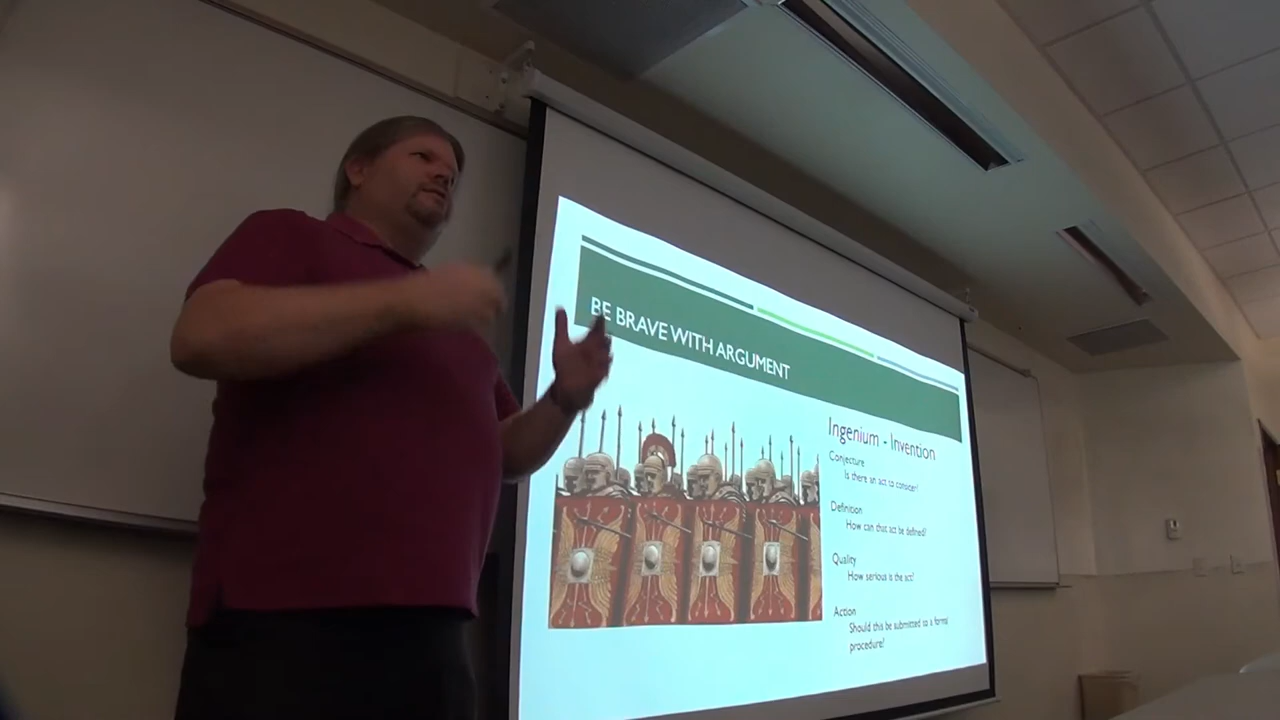 BE BRAVE WITH ARGUMENT
Ingenium - Invention
Conjecture
Is there an act to consider?
Definition
How can that act be defined?
Quality
How serious is the act?
Action
Should this be submitted to a formal
procedure?